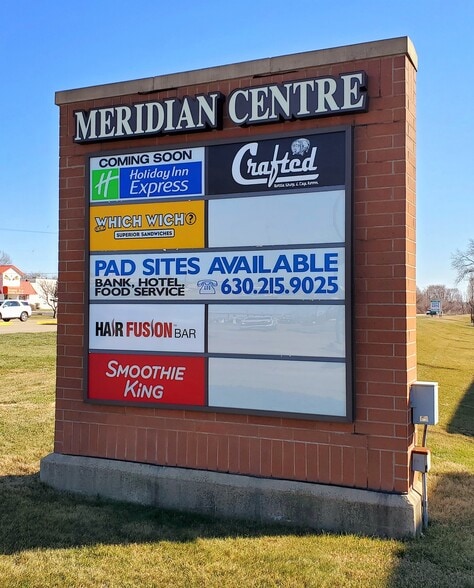 MERIDIAN CENTRE
COMING SOON
H Holiday Inn
Express
Crafted
WHICH WICH?
SUPERIOR SANDWICHES
PAD SITES AVAILABLE
BANK, HOTEL
FOOD SERVICE
630.215.9025
HAIR FUSION BAR
SMOOTHIE
KING